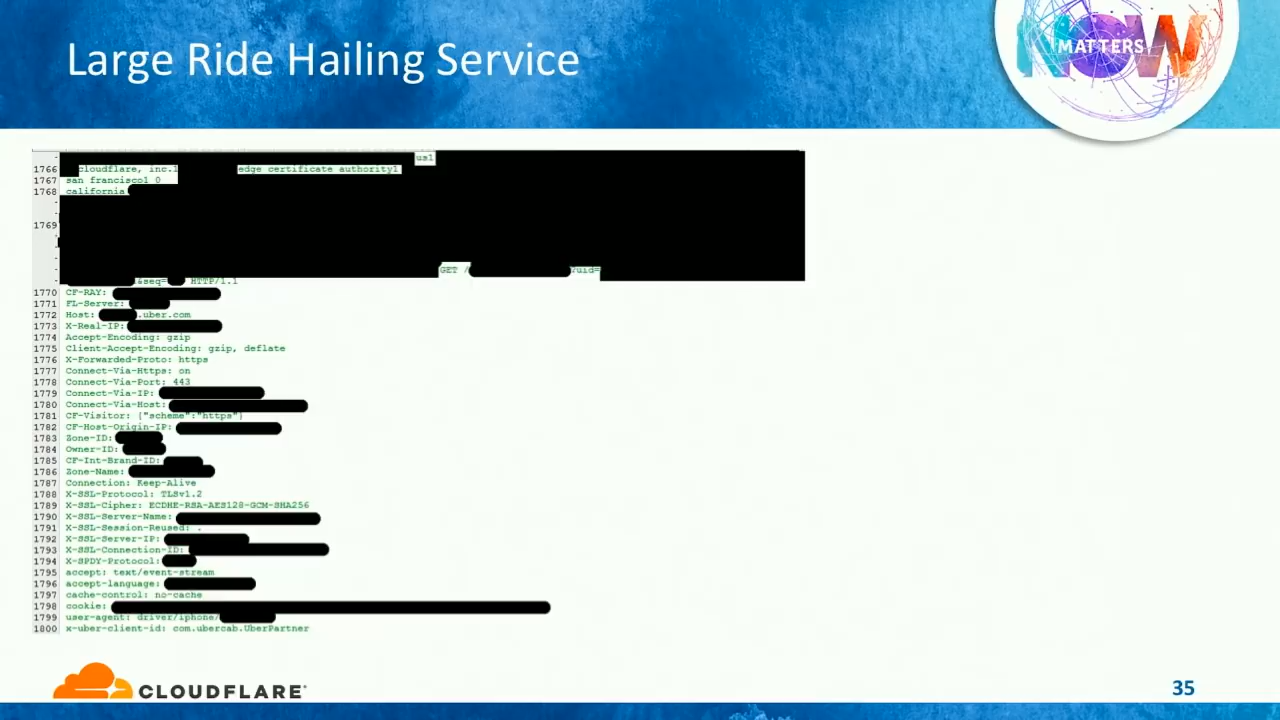 Large Ride Hailing Service
NOW
MATTERS
us1
1766 cloudflare, inc.1 edge certificate authority1
1767 san francisco1 0
1768 california
1769
GET / /uid=
&seq= HTTP/1.1
1770 CF-RAY:
1771 FL-Server:
1772 Host: .uber.com
1773 X-Real-IP:
1774 Accept-Encoding: gzip
1775 Client-Accept-Encoding: gzip, deflate
1776 X-Forwarded-Proto: https
1777 Connect-Via-Https: on
1778 Connect-Via-Port: 443
1779 Connect-Via-IP:
1780 Connect-Via-Host:
1781 CF-Visitor: {"scheme":"https"}
1782 CF-Host-Origin-IP:
1783 Zone-ID:
1784 Owner-ID:
1785 CF-Int-Brand-ID:
1786 Zone-Name:
1787 Connection: Keep-Alive
1788 X-SSL-Protocol: TLSv1.2
1789 X-SSL-Cipher: ECDHE-RSA-AES128-GCM-SHA256
1790 X-SSL-Server-Name:
1791 X-SSL-Session-Reused: .
1792 X-SSL-Server-IP:
1793 X-SSL-Connection-ID:
1794 X-SPDY-Protocol:
1795 accept: text/event-stream
1796 accept-language:
1797 cache-control: no-cache
1798 cookie:
1799 user-agent: driver/iphone/
1800 x-uber-client-id: com.ubercab.UberPartner
CLOUDFLARE
35